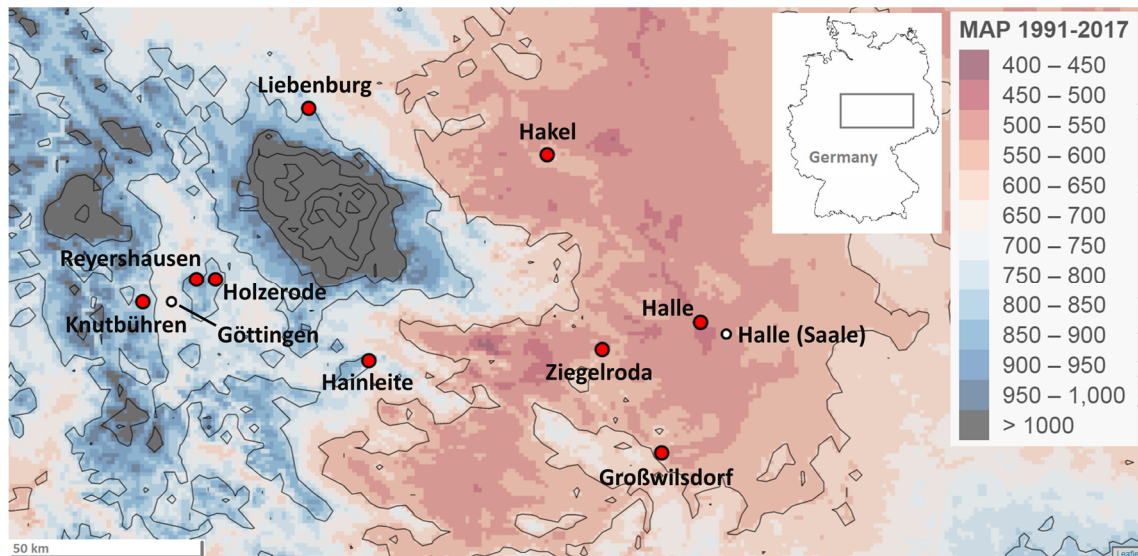 MAP 1991-2017
400 – 450
450 – 500
500 – 550
550 – 600
600 – 650
650 – 700
700 – 750
750 – 800
800 – 850
850 – 900
900 – 950
950 – 1,000
> 1000
Germany
Liebenburg
Hakel
Reyershausen
Holzerode
Knutbühren
Göttingen
Halle
Halle (Saale)
Hainleite
Ziegelroda
Großwilsdorf
50 km